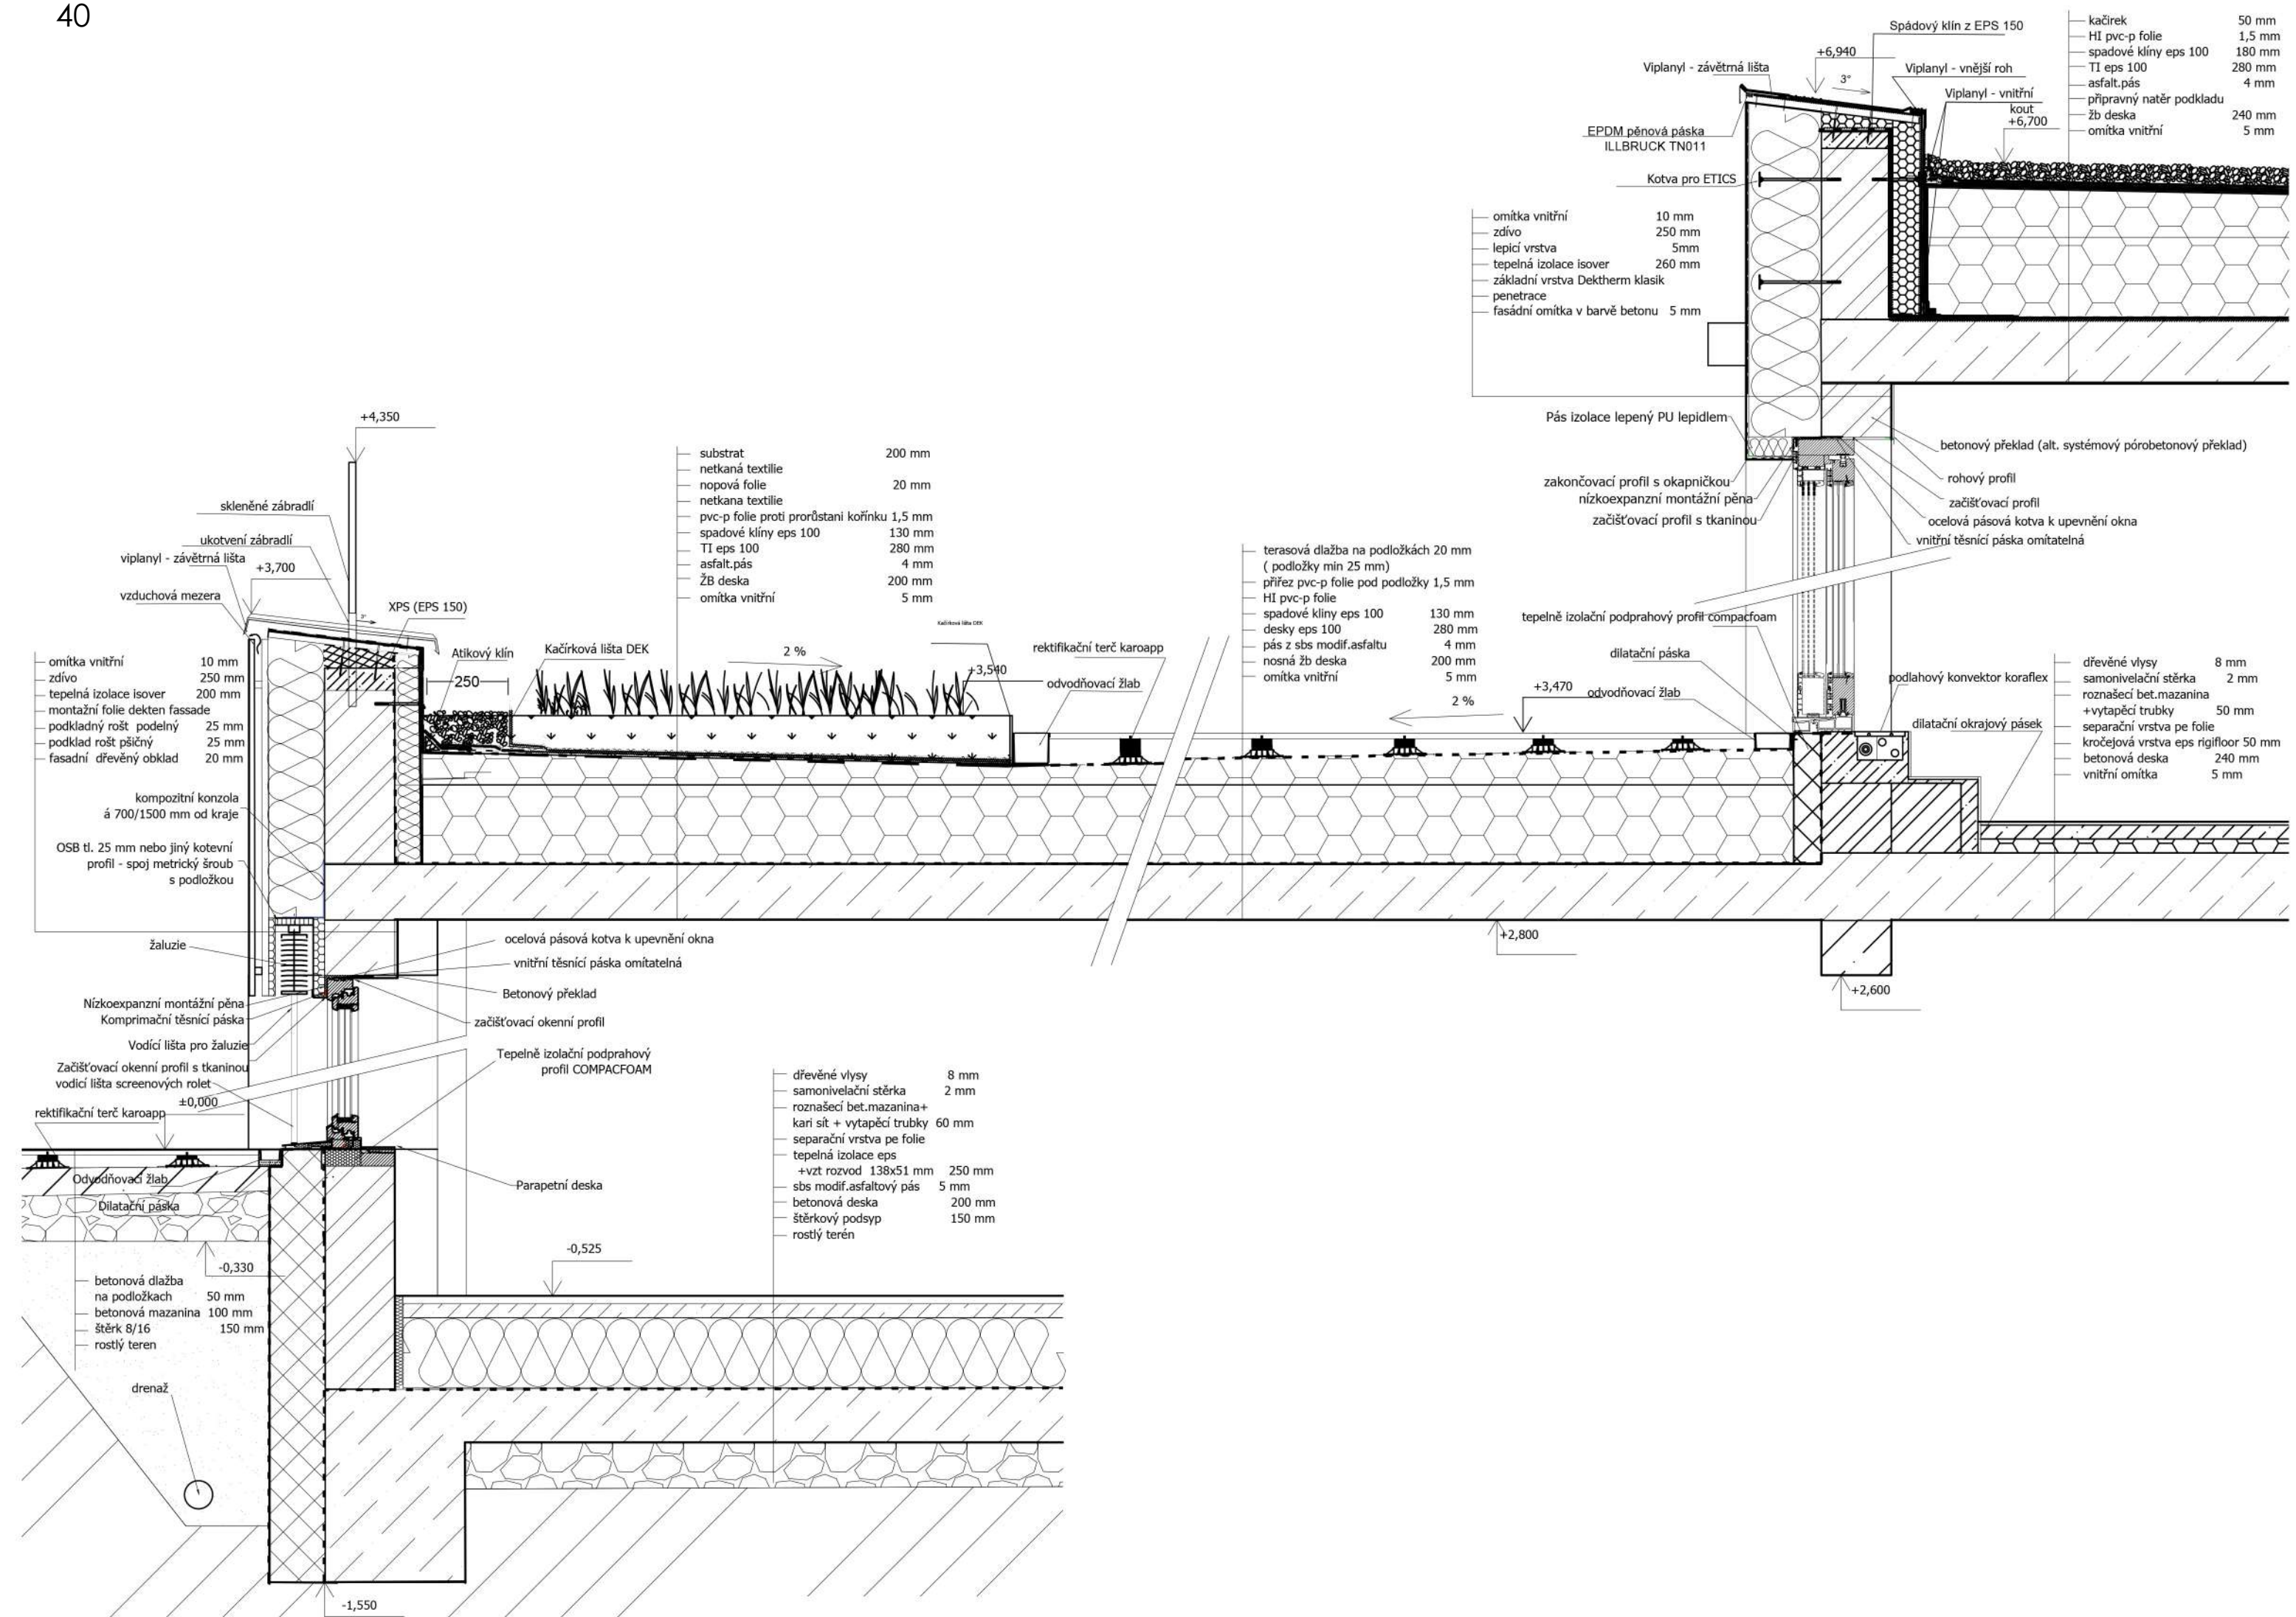 40
Spádový klín z EPS 150
+6,940
3°
Viplanyl - závětrná lišta
Viplanyl - vnější roh
Viplanyl - vnitřní
kout
+6,700
EPDM pěnová páska
ILLBRUCK TN011
Kotva pro ETICS
kačirek 50 mm
HI pvc-p folie 1,5 mm
spadové klíny eps 100 180 mm
TI eps 100 280 mm
asfalt.pás 4 mm
připravný natěr podkladu
žb deska 240 mm
omítka vnitřní 5 mm
omítka vnitřní 10 mm
zdívo 250 mm
lepicí vrstva 5mm
tepelná izolace isover 260 mm
základní vrstva Dektherm klasik
penetrace
fasádní omítka v barvě betonu 5 mm
Pás izolace lepený PU lepidlem
zakončovací profil s okapničkou
nízkoexpanzní montážní pěna
začišťovací profil s tkaninou
betonový překlad (alt. systémový pórobetonový překlad)
rohový profil
začišťovací profil
ocelová pásová kotva k upevnění okna
vnitřní těsnící páska omítatelná
+4,350
skleněné zábradlí
ukotvení zábradlí
viplanyl - závětrná lišta
+3,700
vzduchová mezera
3°
XPS (EPS 150)
Atikový klín
250
Kačírková lišta DEK
2 %
Kačírková lišta DEK
+3,540
substrat 200 mm
netkaná textilie
nopová folie 20 mm
netkana textilie
pvc-p folie proti prorůstani kořínku 1,5 mm
spadové klíny eps 100 130 mm
TI eps 100 280 mm
asfalt.pás 4 mm
ŽB deska 200 mm
omítka vnitřní 5 mm
rektifikační terč karoapp
odvodňovací žlab
terasová dlažba na podložkách 20 mm
( podložky min 25 mm)
přiřez pvc-p folie pod podložky 1,5 mm
HI pvc-p folie
spadové kliny eps 100 130 mm
desky eps 100 280 mm
pás z sbs modif.asfaltu 4 mm
nosná žb deska 200 mm
omítka vnitřní 5 mm
2 %
+3,470
tepelně izolační podprahový profil compacfoam
dilatační páska
odvodňovací žlab
podlahový konvektor koraflex
dilatační okrajový pásek
dřevěné vlysy 8 mm
samonivelační stěrka 2 mm
roznašecí bet.mazanina
+vytapěcí trubky 50 mm
separační vrstva pe folie
kročejová vrstva eps rigifloor 50 mm
betonová deska 240 mm
vnitřní omítka 5 mm
omítka vnitřní 10 mm
zdívo 250 mm
tepelná izolace isover 200 mm
montažní folie dekten fassade
podkladný rošt podelný 25 mm
podklad rošt pšičný 25 mm
fasadní dřevěný obklad 20 mm
kompozitní konzola
á 700/1500 mm od kraje
OSB tl. 25 mm nebo jiný kotevní
profil - spoj metrický šroub
s podložkou
žaluzie
ocelová pásová kotva k upevnění okna
vnitřní těsnící páska omítatelná
Betonový překlad
začišťovací okenní profil
Nízkoexpanzní montážní pěna
Komprimační těsnící páska
Vodící lišta pro žaluzie
Začišťovací okenní profil s tkaninou
vodicí lišta screenových rolet
±0,000
rektifikační terč karoapp
Tepelně izolační podprahový
profil COMPACFOAM
+2,800
+2,600
Odvodňovací žlab
Dilatační páska
Parapetní deska
dřevěné vlysy 8 mm
samonivelační stěrka 2 mm
roznašecí bet.mazanina+
kari sít + vytapěcí trubky 60 mm
separační vrstva pe folie
tepelná izolace eps
+vzt rozvod 138x51 mm 250 mm
sbs modif.asfaltový pás 5 mm
betonová deska 200 mm
štěrkový podsyp 150 mm
rostlý terén
-0,525
-0,330
betonová dlažba
na podložkach 50 mm
betonová mazanina 100 mm
štěrk 8/16 150 mm
rostlý teren
drenaž
-1,550